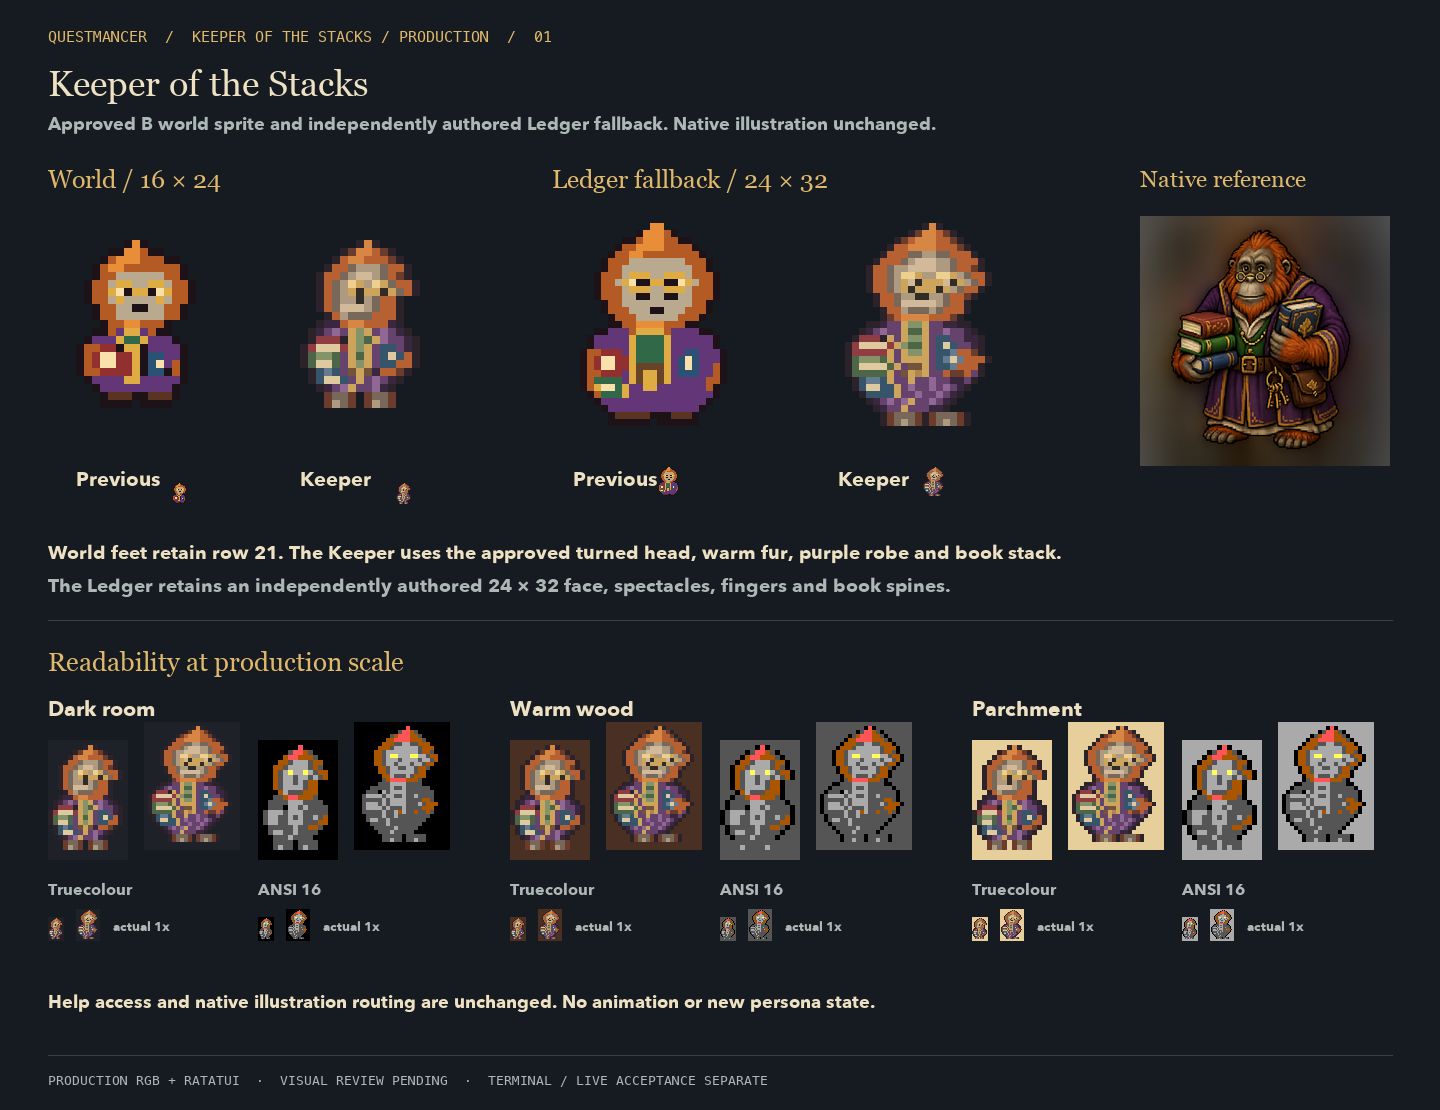 QUESTMANCER / KEEPER OF THE STACKS / PRODUCTION / 01
Keeper of the Stacks
Approved B world sprite and independently authored Ledger fallback. Native illustration unchanged.
World / 16 × 24
Ledger fallback / 24 × 32
Native reference
Previous
Keeper
Previous
Keeper
World feet retain row 21. The Keeper uses the approved turned head, warm fur, purple robe and book stack.
The Ledger retains an independently authored 24 × 32 face, spectacles, fingers and book spines.
Readability at production scale
Dark room
Warm wood
Parchment
Truecolour
ANSI 16
Truecolour
ANSI 16
Truecolour
ANSI 16
actual 1x
actual 1x
actual 1x
actual 1x
actual 1x
actual 1x
Help access and native illustration routing are unchanged. No animation or new persona state.
PRODUCTION RGB + RATATUI · VISUAL REVIEW PENDING · TERMINAL / LIVE ACCEPTANCE SEPARATE